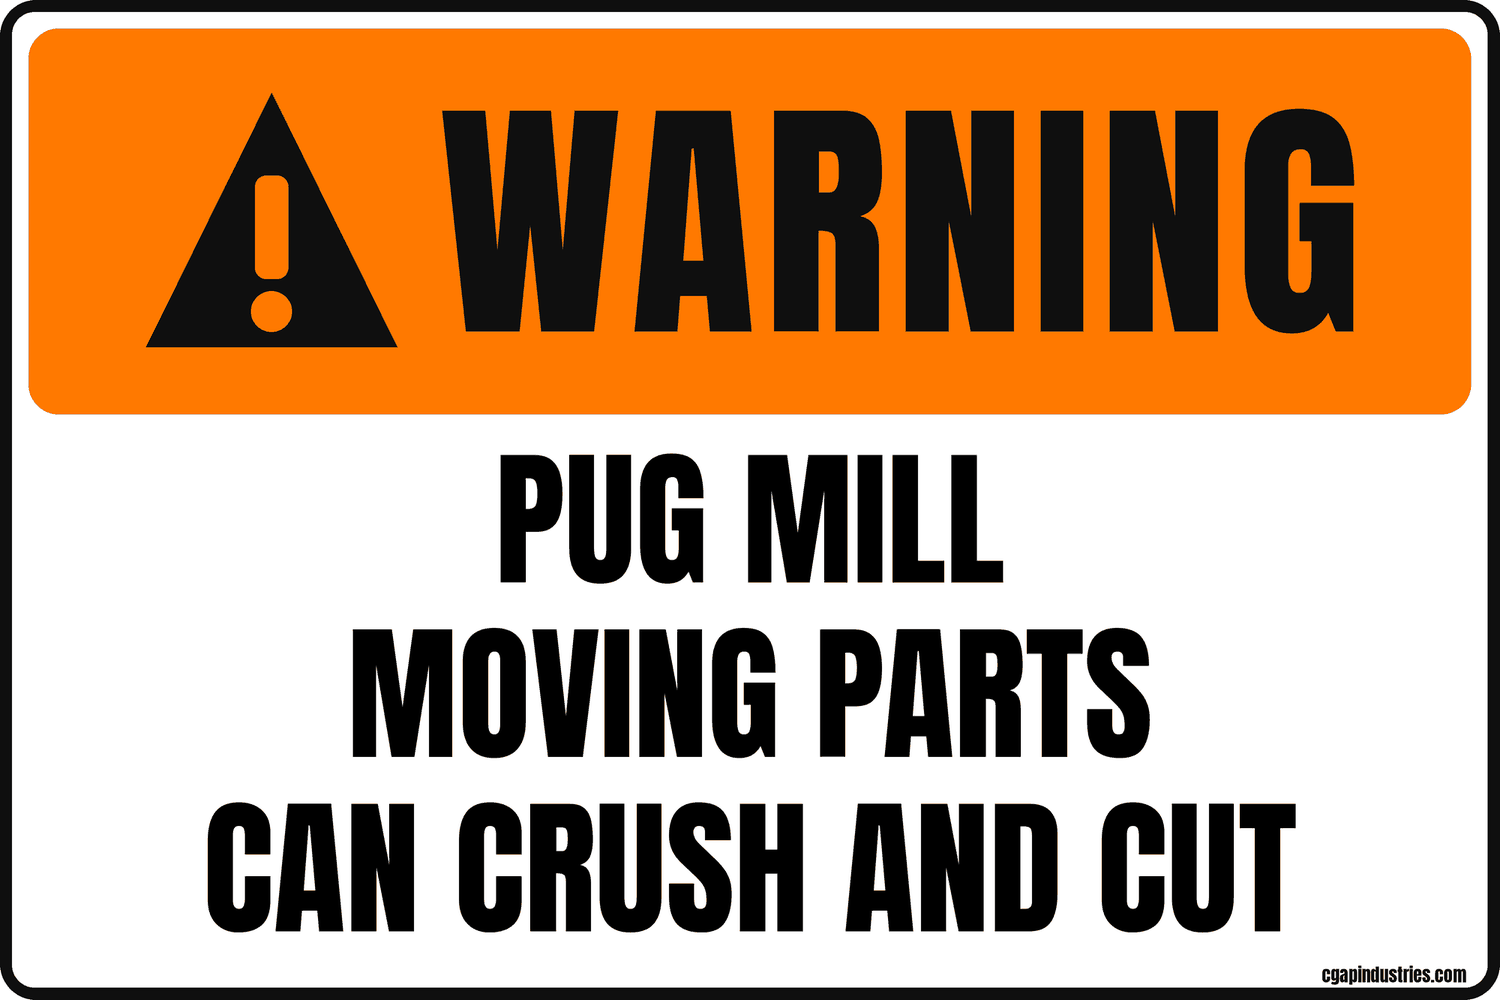 WARNING
PUG MILL
MOVING PARTS
CAN CRUSH AND CUT
cgapindustries.com